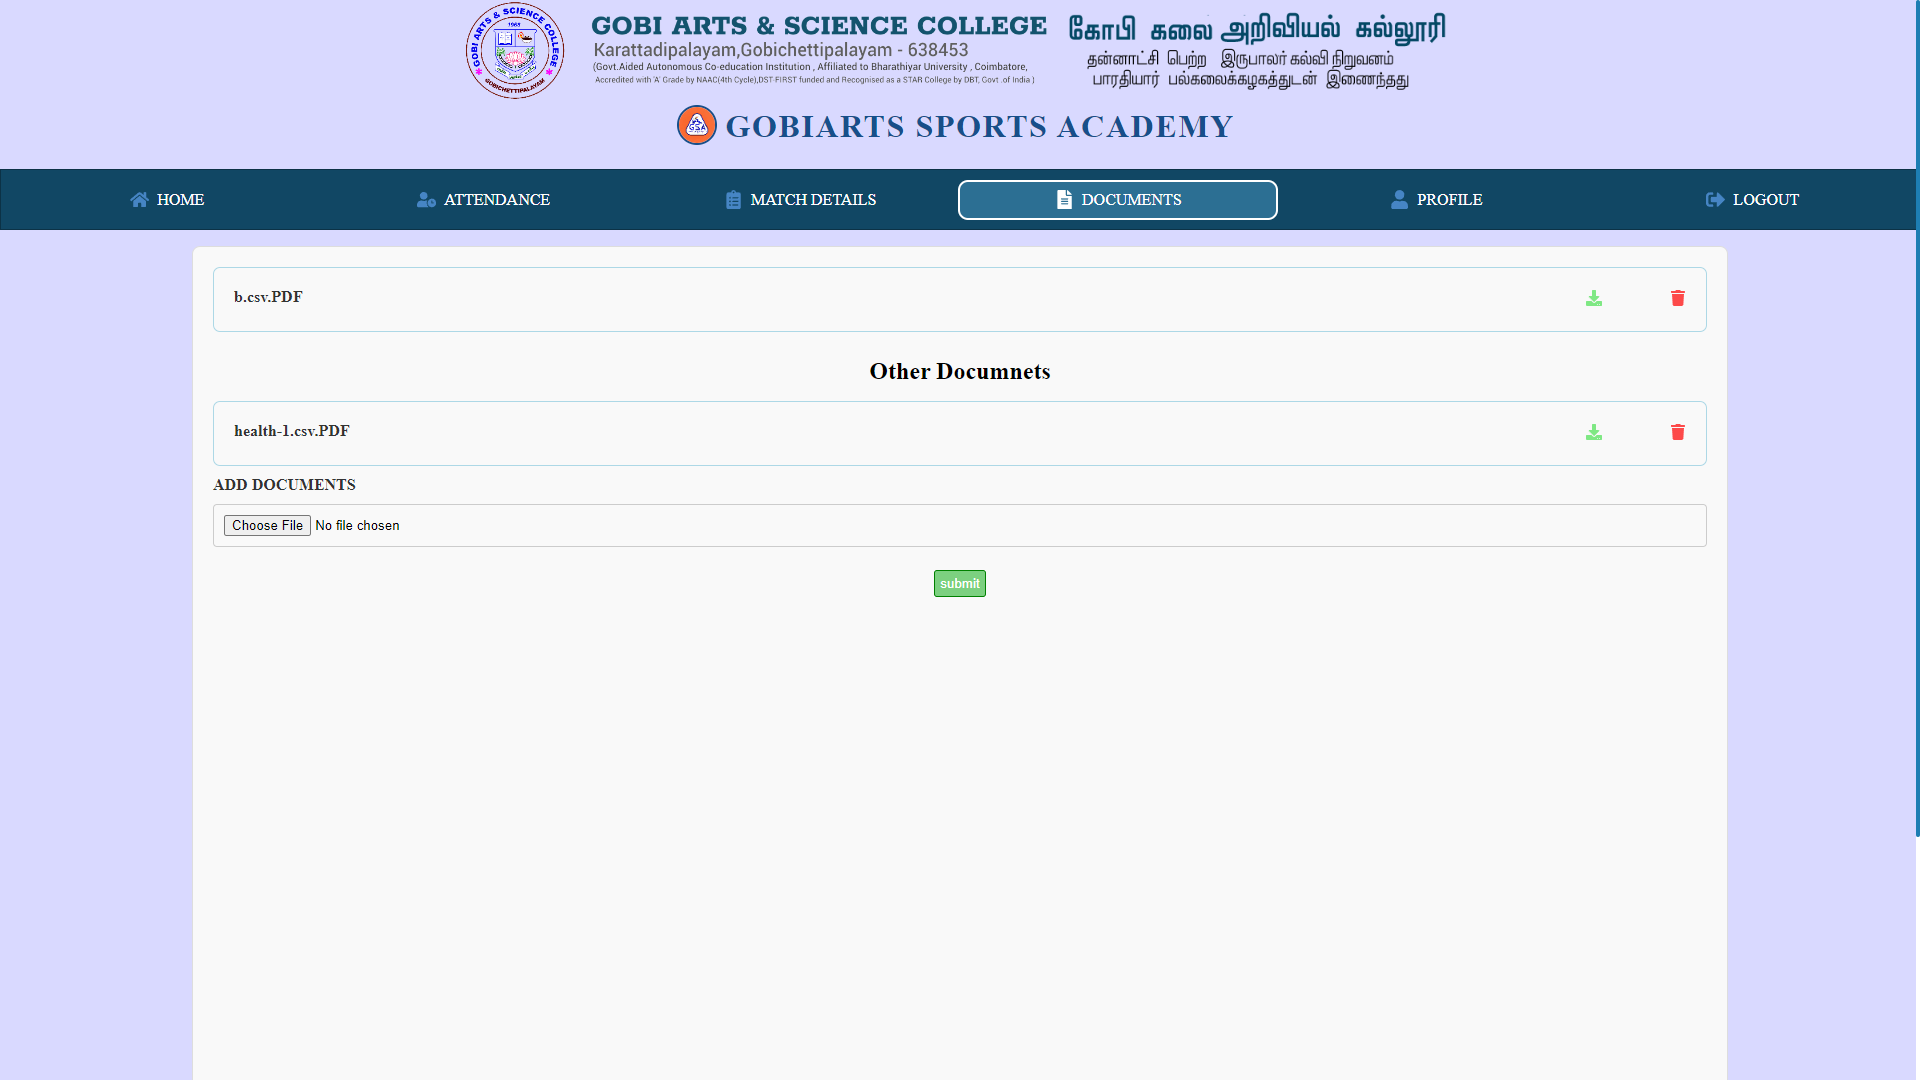 GOBI ARTS & SCIENCE COLLEGE
1968
GOBICHETTIPALAYAM
GOBI ARTS & SCIENCE COLLEGE
Karattadipalayam,Gobichettipalayam - 638453
(Govt.Aided Autonomous Co-education Institution , Affiliated to Bharathiyar University , Coimbatore,
Accredited with 'A' Grade by NAAC(4th Cycle),DST-FIRST funded and Recognised as a STAR College by DBT, Govt .of India )
கோபி கலை அறிவியல் கல்லூரி
தன்னாட்சி பெற்ற இருபாலர் கல்வி நிறுவனம்
பாரதியார் பல்கலைக்கழகத்துடன் இணைந்தது
GSA
GOBIARTS SPORTS ACADEMY
HOME ATTENDANCE MATCH DETAILS DOCUMENTS PROFILE LOGOUT
b.csv.PDF
Other Documnets
health-1.csv.PDF
ADD DOCUMENTS
Choose File No file chosen
submit